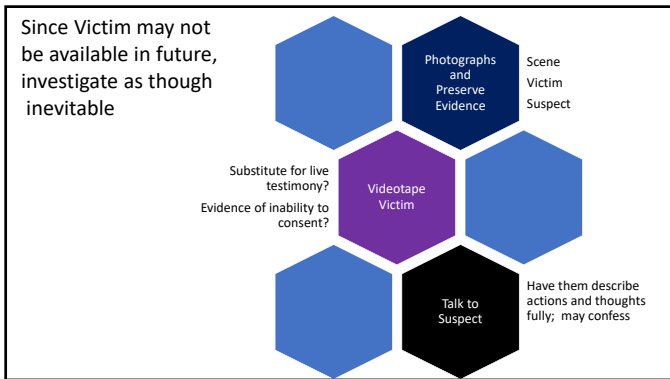 Since Victim may not
be available in future,
investigate as though
inevitable
Photographs
and
Preserve
Evidence
Scene
Victim
Suspect
Substitute for live
testimony?
Evidence of inability to
consent?
Videotape
Victim
Talk to
Suspect
Have them describe
actions and thoughts
fully; may confess